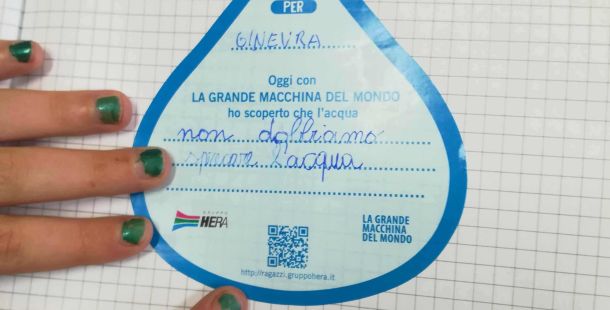 PER
GINEVRA
Oggi con
LA GRANDE MACCHINA DEL MONDO
ho scoperto che l'acqua
non dobbiamo
sprecare l'acqua
GRUPPO
HERA
LA GRANDE
MACCHINA
DEL MONDO
http://ragazzi.gruppohera.it